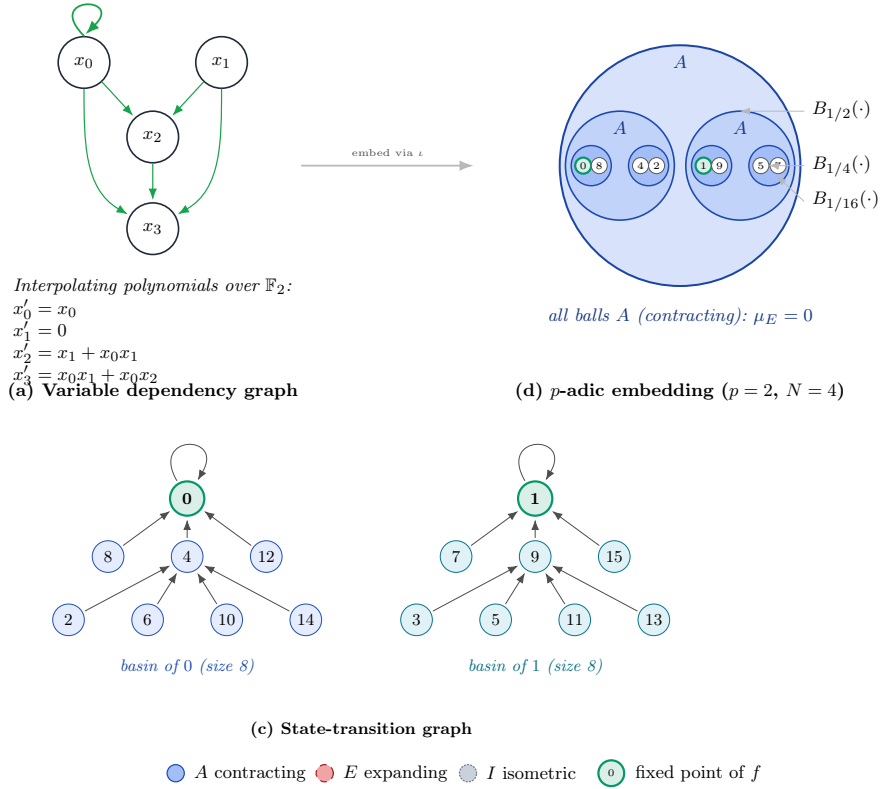 x₀
x₁
x₂
x₃
Interpolating polynomials over 𝔽₂:
x′₀ = x₀
x′₁ = 0
x′₂ = x₁ + x₀x₁
x′₃ = x₀x₁ + x₀x₂
(a) Variable dependency graph
embed via ι
A
A
A
0
8
4
2
1
9
5
B₁/₂(·)
B₁/₄(·)
B₁/₁₆(·)
all balls A (contracting): μ_E = 0
(d) p-adic embedding (p = 2, N = 4)
0
8
4
12
2
6
10
14
basin of 0 (size 8)
1
7
9
15
3
5
11
13
basin of 1 (size 8)
(c) State-transition graph
A contracting
E expanding
I isometric
0
fixed point of f